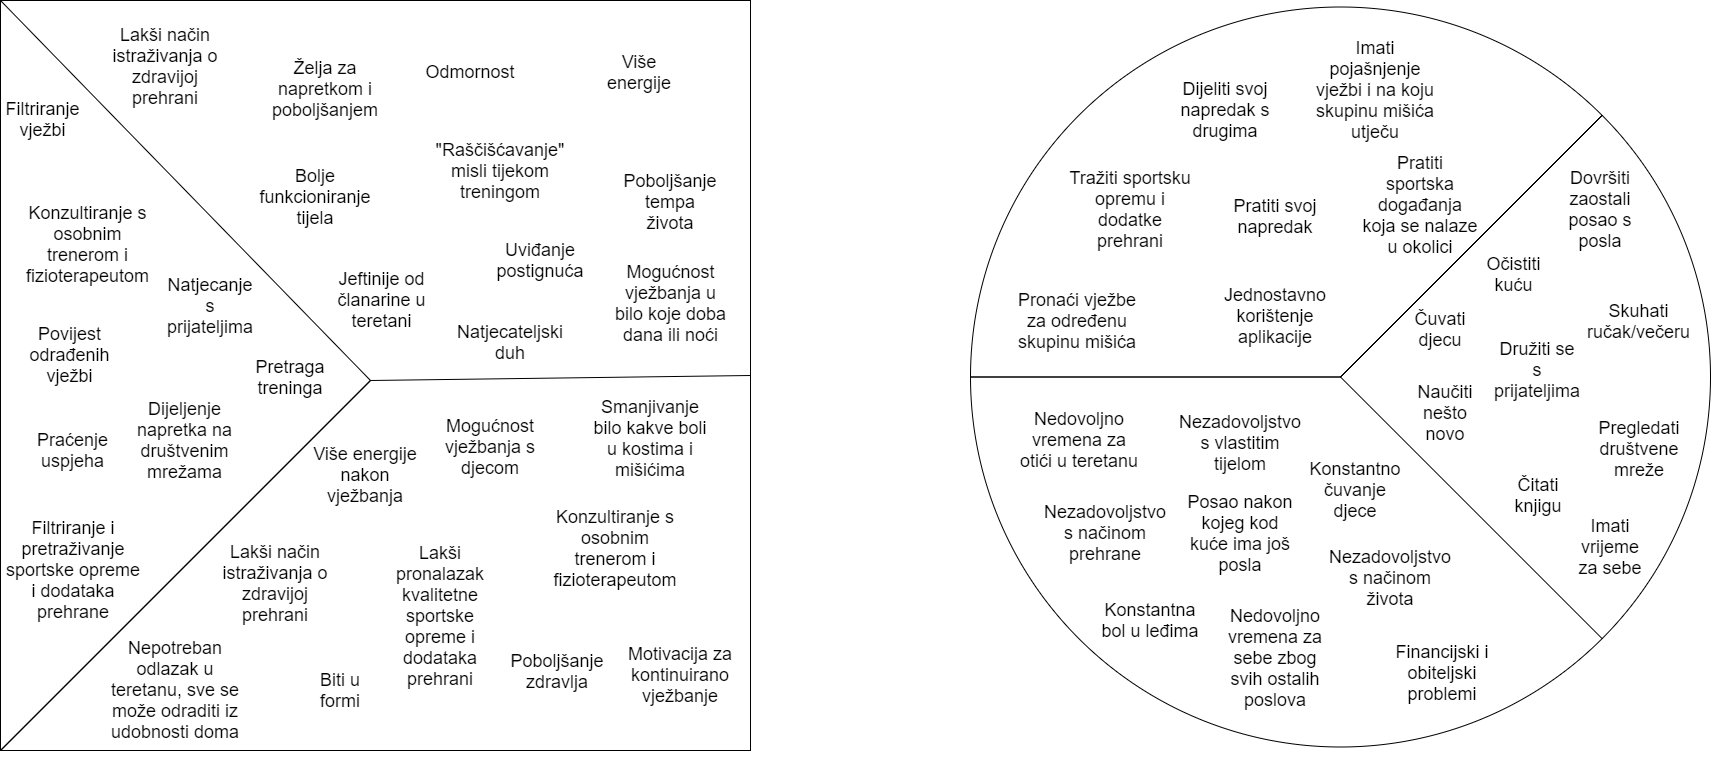 Lakši način
istraživanja o
zdravijoj
prehrani
Želja za
napretkom i
poboljšanjem
Odmornost
Više
energije
"Raščišćavanje"
misli tijekom
treningom
Bolje
funkcioniranje
tijela
Poboljšanje
tempa
života
Uviđanje
postignuća
Jeftinije od
članarine u
teretani
Natjecateljski
duh
Mogućnost
vježbanja u
bilo koje doba
dana ili noći
Filtriranje
vježbi
Konzultiranje s
osobnim
trenerom i
fizioterapeutom
Natjecanje
s
prijateljima
Povijest
odrađenih
vježbi
Pretraga
treninga
Dijeljenje
napretka na
društvenim
mrežama
Praćenje
uspjeha
Filtriranje i
pretraživanje
sportske opreme
i dodataka
prehrane
Više energije
nakon
vježbanja
Mogućnost
vježbanja s
djecom
Smanjivanje
bilo kakve boli
u kostima i
mišićima
Konzultiranje s
osobnim
trenerom i
fizioterapeutom
Lakši način
istraživanja o
zdravijoj
prehrani
Lakši
pronalazak
kvalitetne
sportske
opreme i
dodataka
prehrani
Nepotreban
odlazak u
teretanu, sve se
može odraditi iz
udobnosti doma
Biti u
formi
Poboljšanje
zdravlja
Motivacija za
kontinuirano
vježbanje
Imati
pojašnjenje
vježbi i na koju
skupinu mišića
utječu
Dijeliti svoj
napredak s
drugima
Tražiti sportsku
opremu i
dodatke
prehrani
Pratiti svoj
napredak
Pratiti
sportska
događanja
koja se nalaze
u okolici
Pronaći vježbe
za određenu
skupinu mišića
Jednostavno
korištenje
aplikacije
Dovršiti
zaostali
posao s
posla
Očistiti
kuću
Čuvati
djecu
Skuhati
ručak/večeru
Družiti se
s
prijateljima
Naučiti
nešto
novo
Pregledati
društvene
mreže
Čitati
knjigu
Imati
vrijeme
za sebe
Nedovoljno
vremena za
otići u teretanu
Nezadovoljstvo
s vlastitim
tijelom
Konstantno
čuvanje
djece
Nezadovoljstvo
s načinom
prehrane
Posao nakon
kojeg kod
kuće ima još
posla
Nezadovoljstvo
s načinom
života
Konstantna
bol u leđima
Nedovoljno
vremena za
sebe zbog
svih ostalih
poslova
Financijski i
obiteljski
problemi